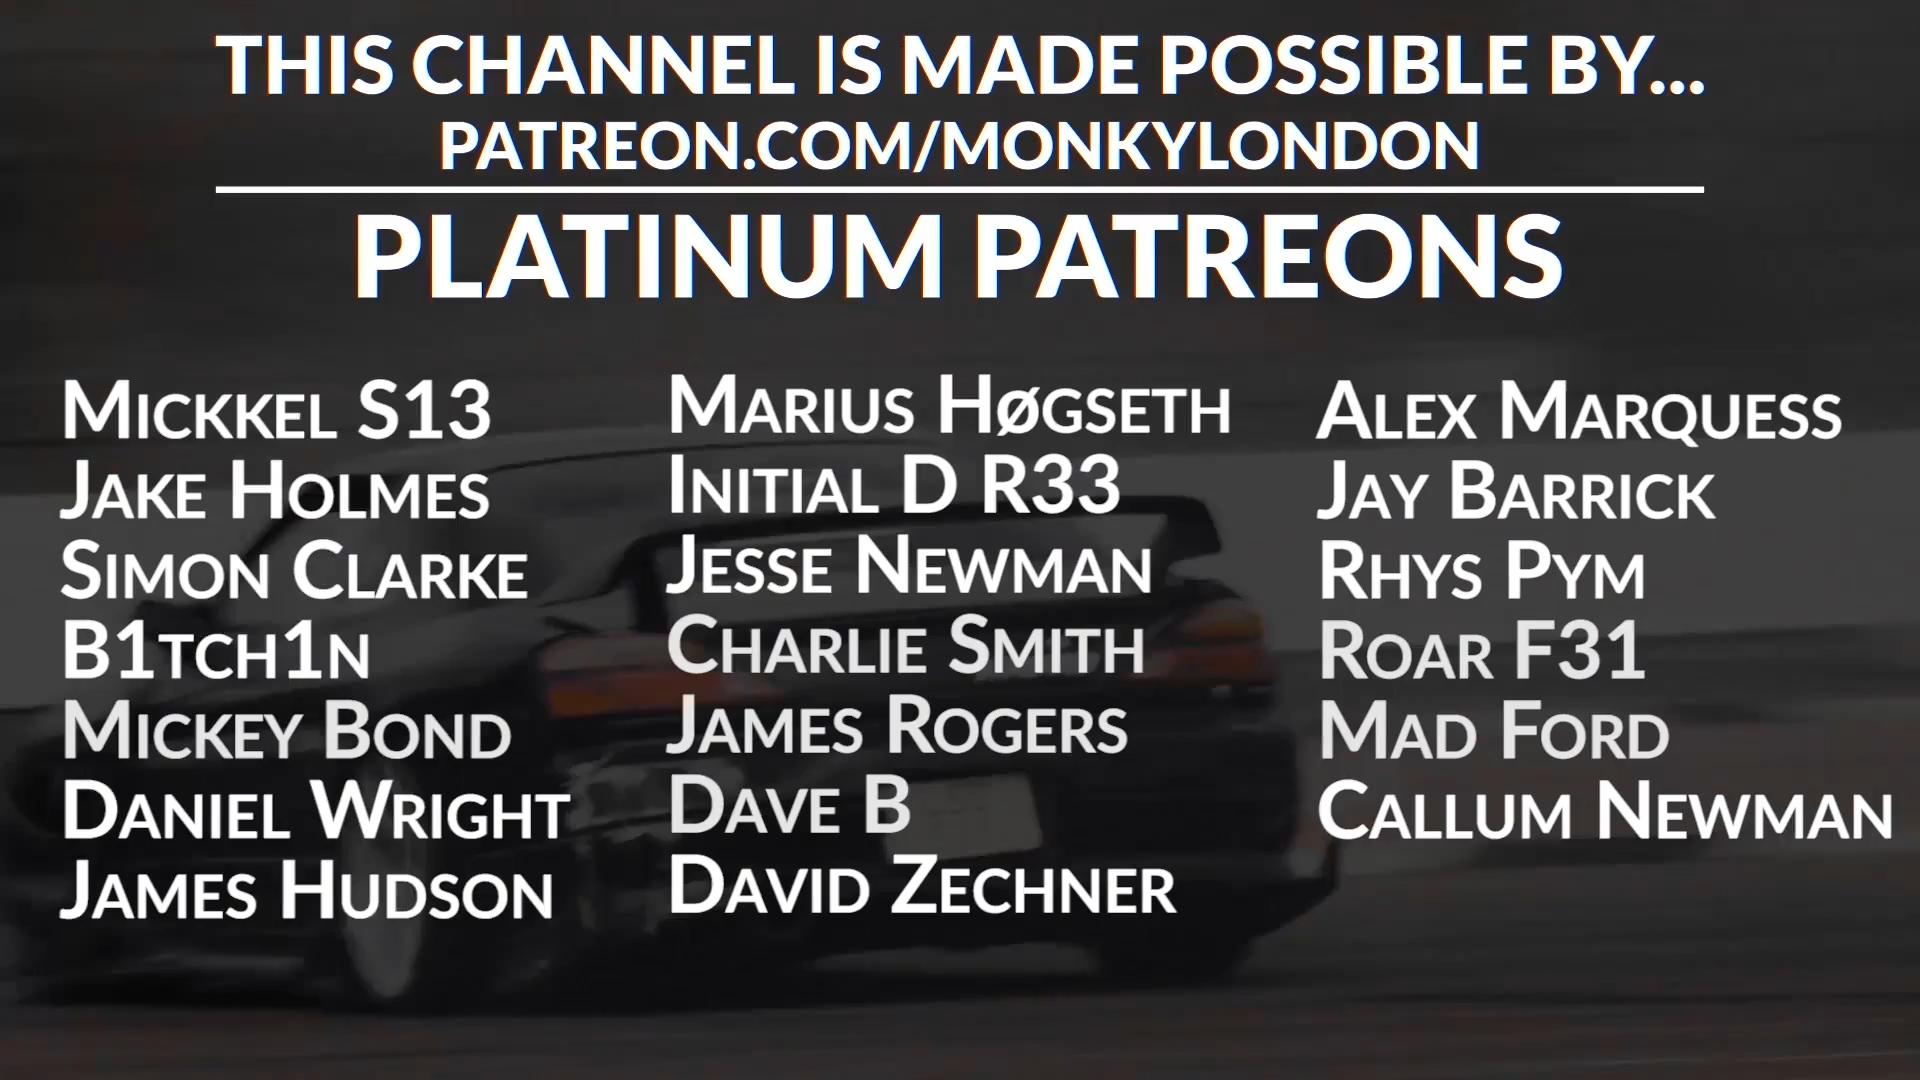 THIS CHANNEL IS MADE POSSIBLE BY...
PATREON.COM/MONKYLONDON
PLATINUM PATREONS
MICKKEL S13
JAKE HOLMES
SIMON CLARKE
B1TCH1N
MICKEY BOND
DANIEL WRIGHT
JAMES HUDSON
MARIUS HøGSETH
INITIAL D R33
JESSE NEWMAN
CHARLIE SMITH
JAMES ROGERS
DAVE B
DAVID ZECHNER
ALEX MARQUESS
JAY BARRICK
RHYS PYM
ROAR F31
MAD FORD
CALLUM NEWMAN